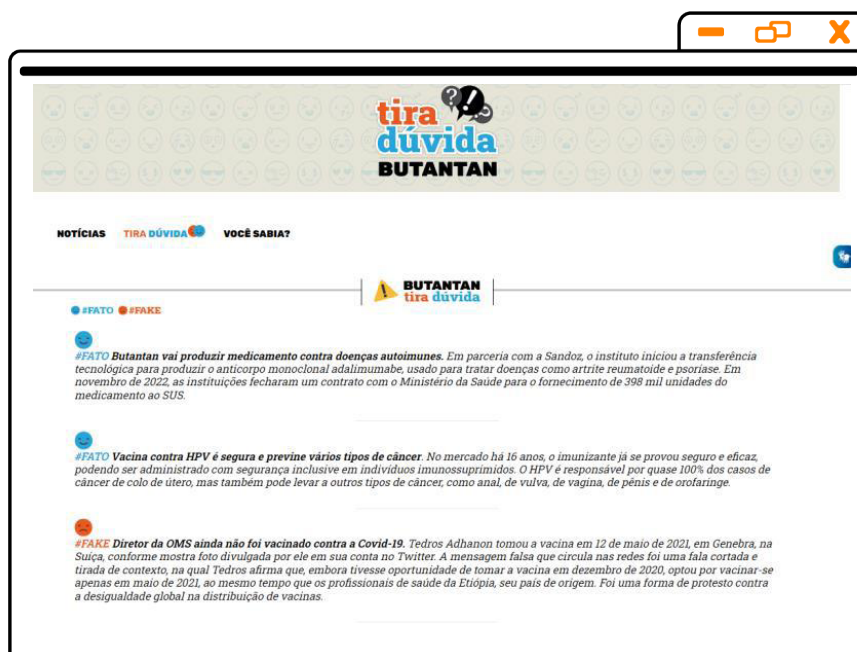 tira
dúvida
BUTANTAN
NOTÍCIAS TIRA DÚVIDA VOCÊ SABIA?
BUTANTAN
tira dúvida
#FATO #FAKE
#FATO Butantan vai produzir medicamento contra doenças autoimunes. Em parceria com a Sandoz, o instituto iniciou a transferência
tecnológica para produzir o anticorpo monoclonal adalimumabe, usado para tratar doenças como artrite reumatoide e psoríase. Em
novembro de 2022, as instituições fecharam um contrato com o Ministério da Saúde para o fornecimento de 398 mil unidades do
medicamento ao SUS.
#FATO Vacina contra HPV é segura e previne vários tipos de câncer. No mercado há 16 anos, o imunizante já se provou seguro e eficaz,
podendo ser administrado com segurança inclusive em indivíduos imunossuprimidos. O HPV é responsável por quase 100% dos casos de
câncer de colo de útero, mas também pode levar a outros tipos de câncer, como anal, de vulva, de vagina, de pênis e de orofaringe.
#FAKE Diretor da OMS ainda não foi vacinado contra a Covid-19. Tedros Adhanon tomou a vacina em 12 de maio de 2021, em Genebra, na
Suíça, conforme mostra foto divulgada por ele em sua conta no Twitter. A mensagem falsa que circula nas redes foi uma fala cortada e
tirada de contexto, na qual Tedros afirma que, embora tivesse oportunidade de tomar a vacina em dezembro de 2020, optou por vacinar-se
apenas em maio de 2021, ao mesmo tempo que os profissionais de saúde da Etiópia, seu país de origem. Foi uma forma de protesto contra
a desigualdade global na distribuição de vacinas.